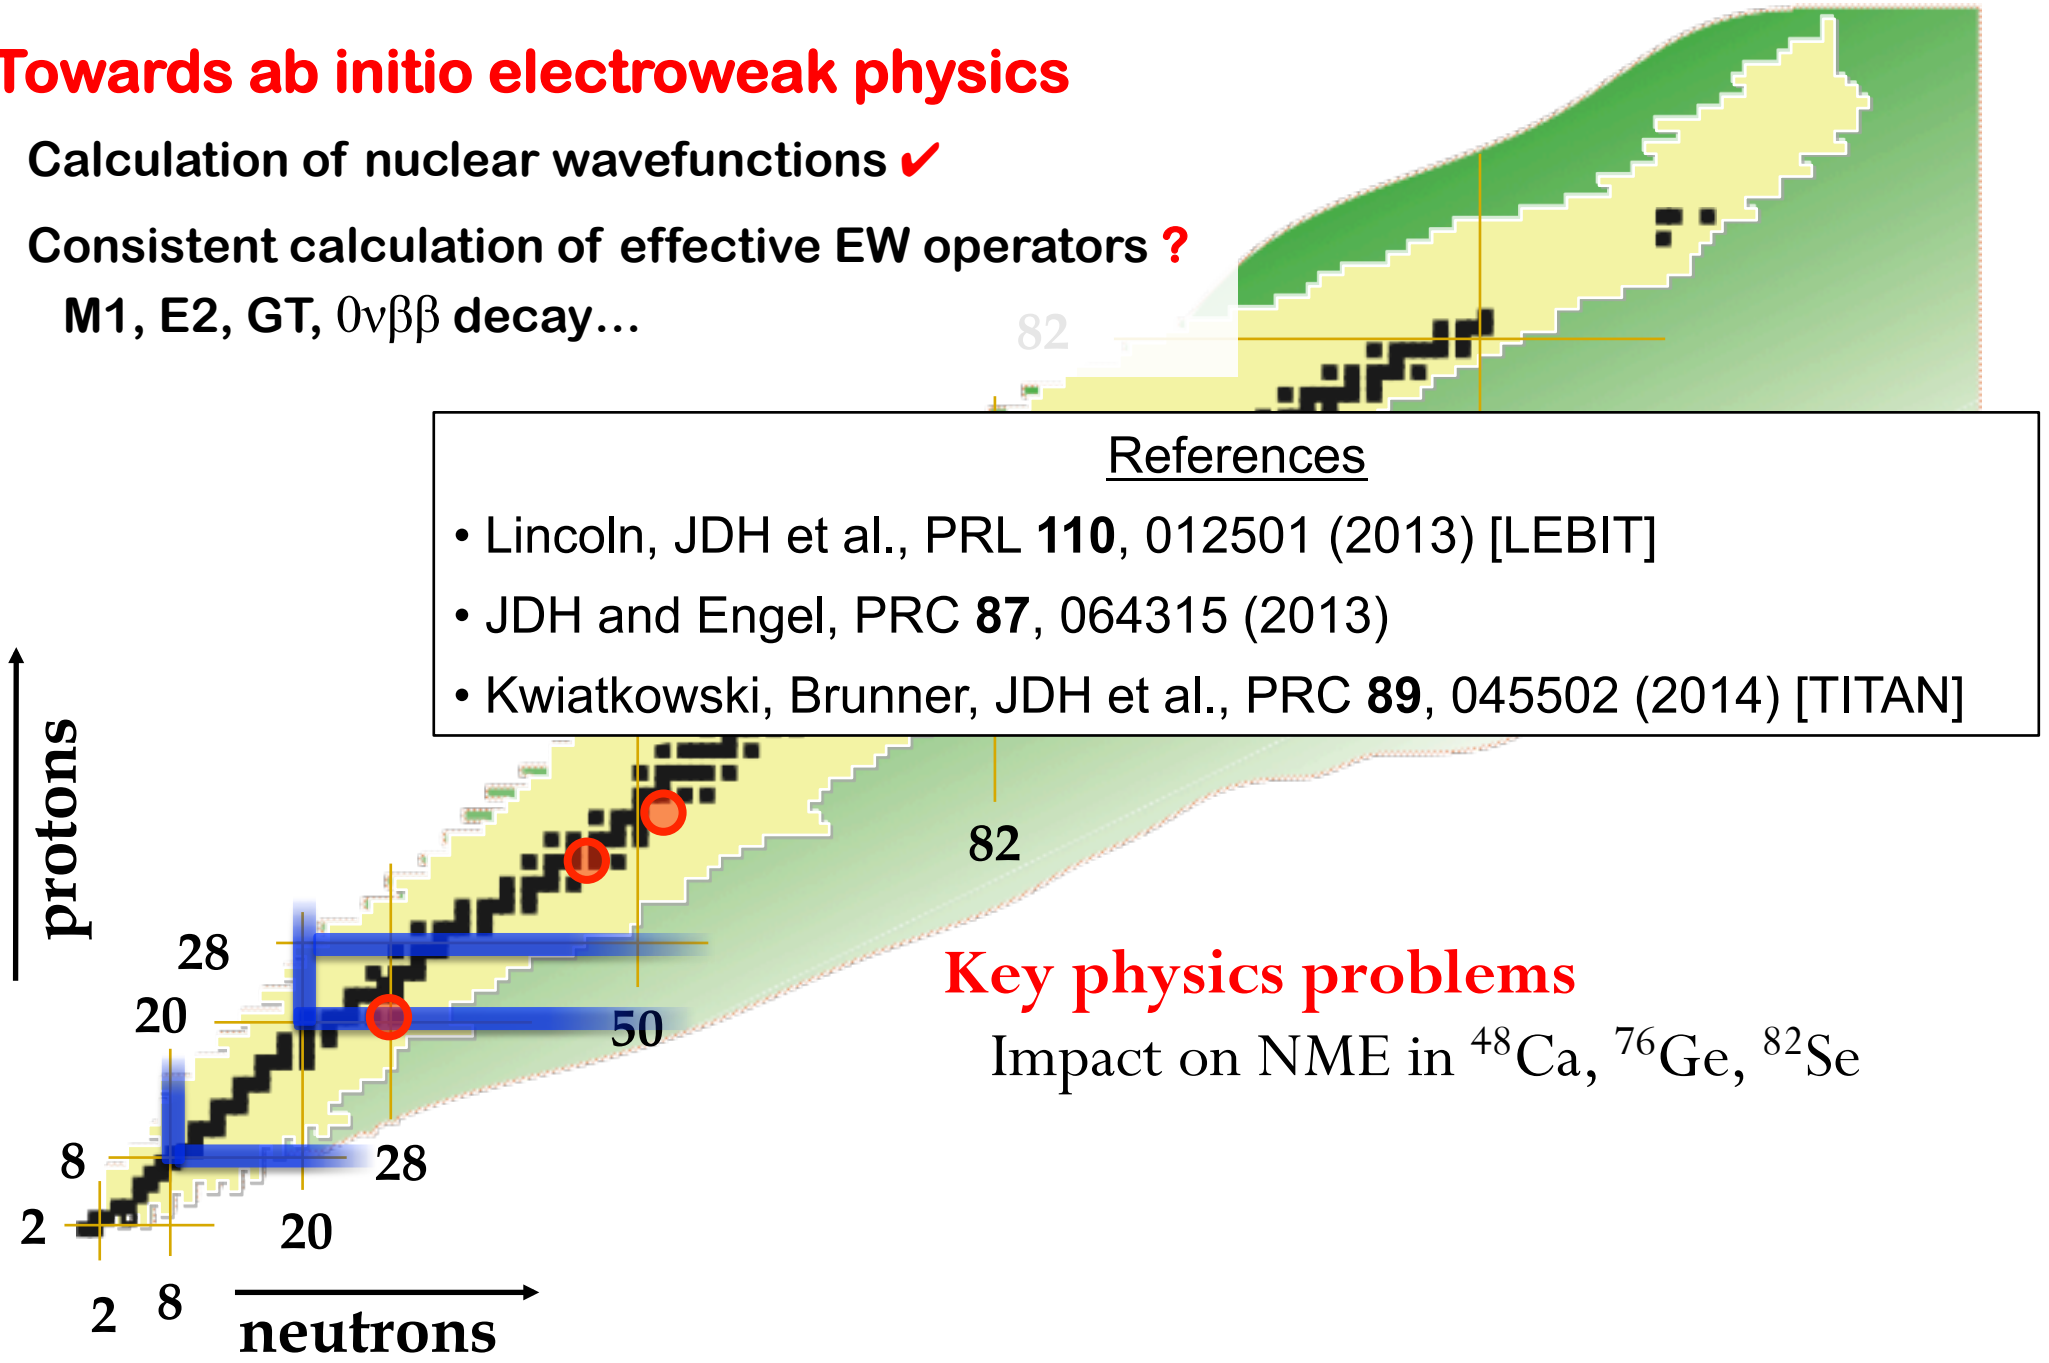 Towards ab initio electroweak physics
Calculation of nuclear wavefunctions ✔
Consistent calculation of effective EW operators ?
M1, E2, GT, 0νββ decay...
82
References
• Lincoln, JDH et al., PRL 110, 012501 (2013) [LEBIT]
• JDH and Engel, PRC 87, 064315 (2013)
• Kwiatkowski, Brunner, JDH et al., PRC 89, 045502 (2014) [TITAN]
protons
82
28
20
50
Key physics problems
Impact on NME in ⁴⁸Ca, ⁷⁶Ge, ⁸²Se
8
28
2
20
2
8
neutrons